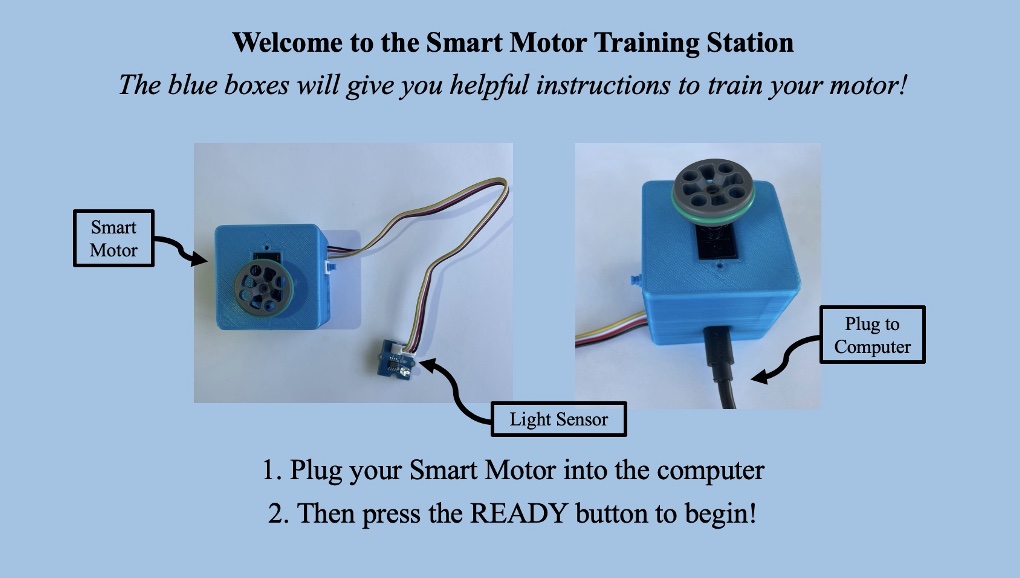 Welcome to the Smart Motor Training Station
The blue boxes will give you helpful instructions to train your motor!
Smart
Motor
Plug to
Computer
Light Sensor
1. Plug your Smart Motor into the computer
2. Then press the READY button to begin!